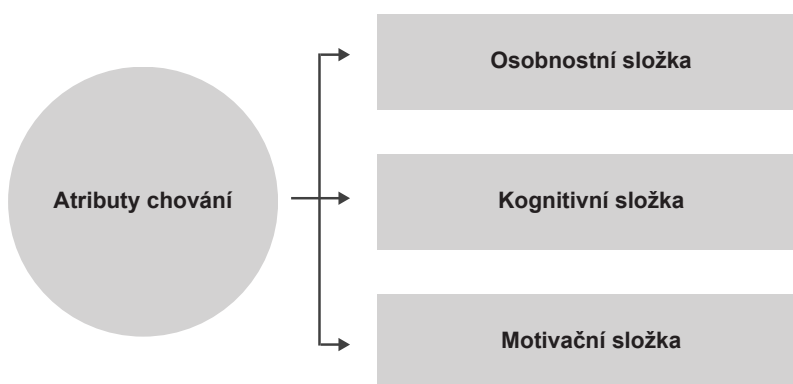 Osobnostní složka
Atributy chování
Kognitivní složka
Motivační složka